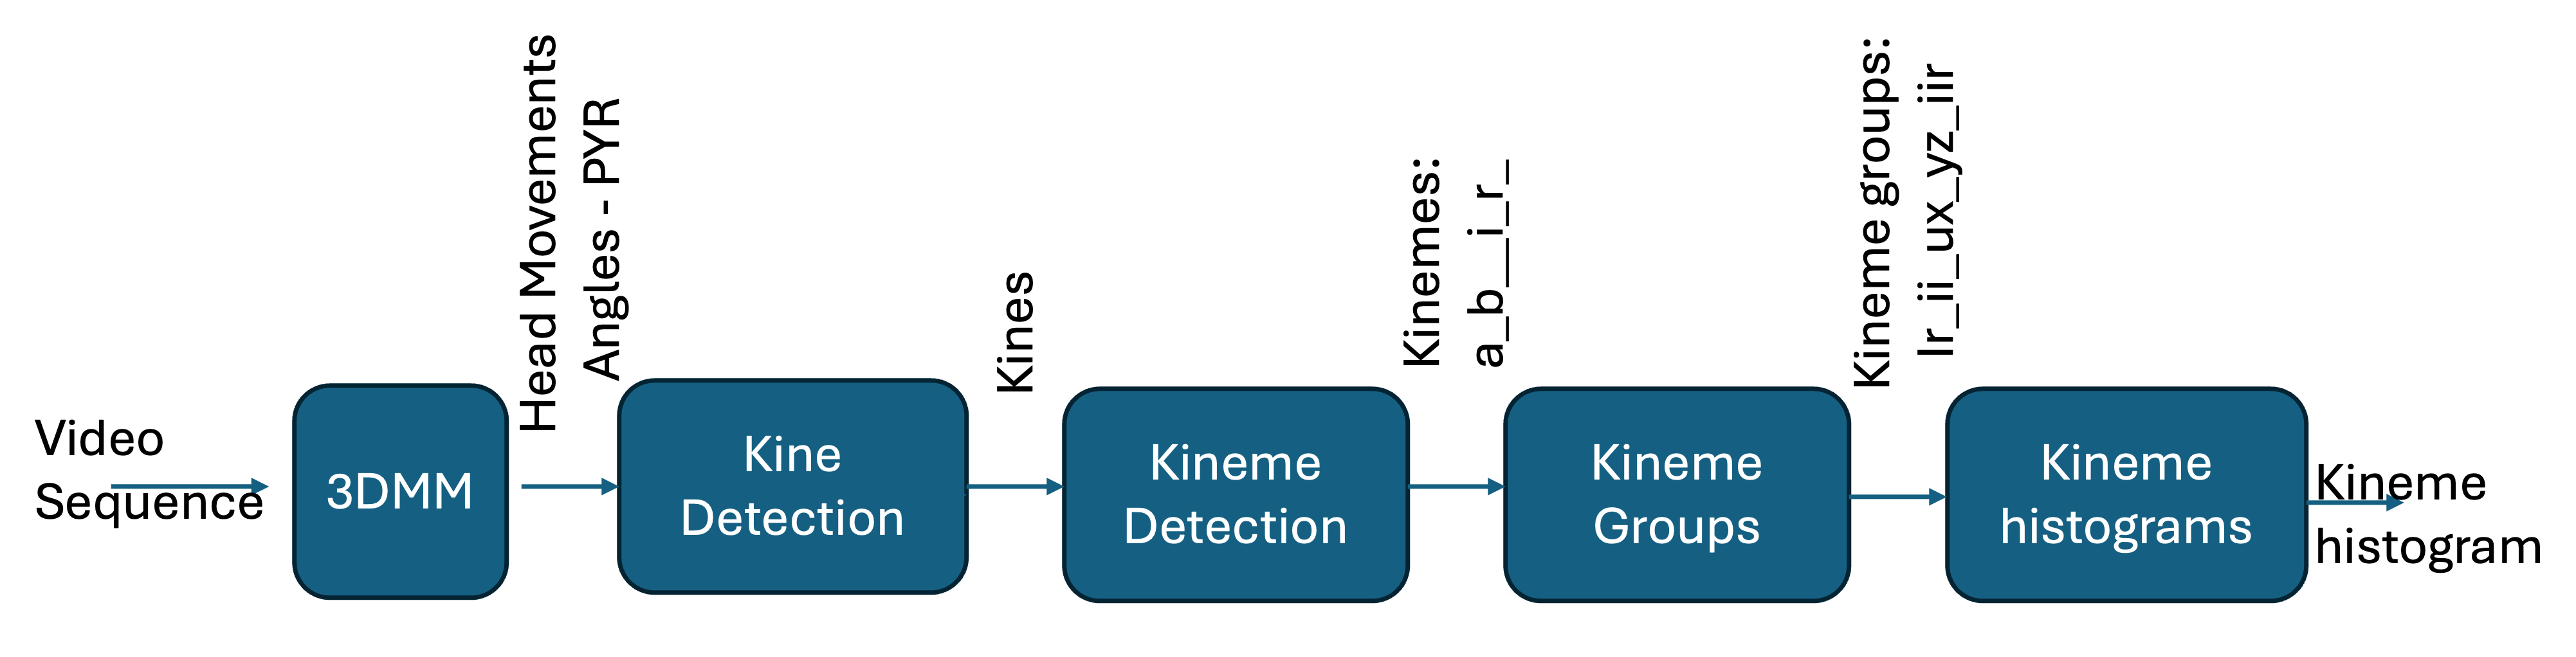 Video
Sequence
3DMM
Head Movements
Angles - PYR
Kine
Detection
Kines
Kineme
Detection
Kinemes:
a_b__i_r_
Kineme
Groups
Kineme groups:
Ir_ii_ux_yz_iir
Kineme
histograms
Kineme
histogram